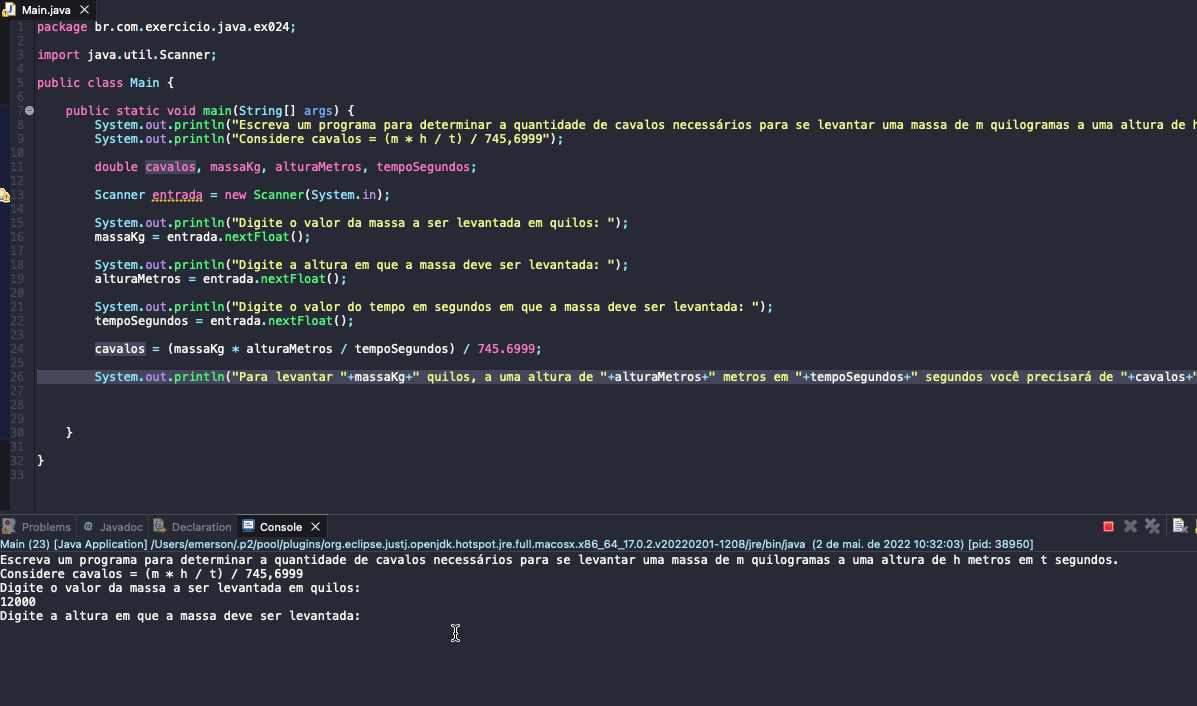 Main.java
1 package br.com.exercicio.java.ex024;
2
3 import java.util.Scanner;
4
5 public class Main {
6
7 public static void main(String[] args) {
8 System.out.println("Escreva um programa para determinar a quantidade de cavalos necessários para se levantar uma massa de m quilogramas a uma altura de h
9 System.out.println("Considere cavalos = (m * h / t) / 745,6999");
10
11 double cavalos, massaKg, alturaMetros, tempoSegundos;
12
13 Scanner entrada = new Scanner(System.in);
14
15 System.out.println("Digite o valor da massa a ser levantada em quilos: ");
16 massaKg = entrada.nextFloat();
17
18 System.out.println("Digite a altura em que a massa deve ser levantada: ");
19 alturaMetros = entrada.nextFloat();
20
21 System.out.println("Digite o valor do tempo em segundos em que a massa deve ser levantada: ");
22 tempoSegundos = entrada.nextFloat();
23
24 cavalos = (massaKg * alturaMetros / tempoSegundos) / 745.6999;
25
26 System.out.println("Para levantar "+massaKg+" quilos, a uma altura de "+alturaMetros+" metros em "+tempoSegundos+" segundos você precisará de "+cavalos+"
27
28
29
30 }
31
32 }
33
Problems Javadoc Declaration Console
Main (23) [Java Application] /Users/emerson/.p2/pool/plugins/org.eclipse.justj.openjdk.hotspot.jre.full.macosx.x86_64_17.0.2.v20220201-1208/jre/bin/java (2 de mai. de 2022 10:32:03) [pid: 38950]
Escreva um programa para determinar a quantidade de cavalos necessários para se levantar uma massa de m quilogramas a uma altura de h metros em t segundos.
Considere cavalos = (m * h / t) / 745,6999
Digite o valor da massa a ser levantada em quilos:
12000
Digite a altura em que a massa deve ser levantada: